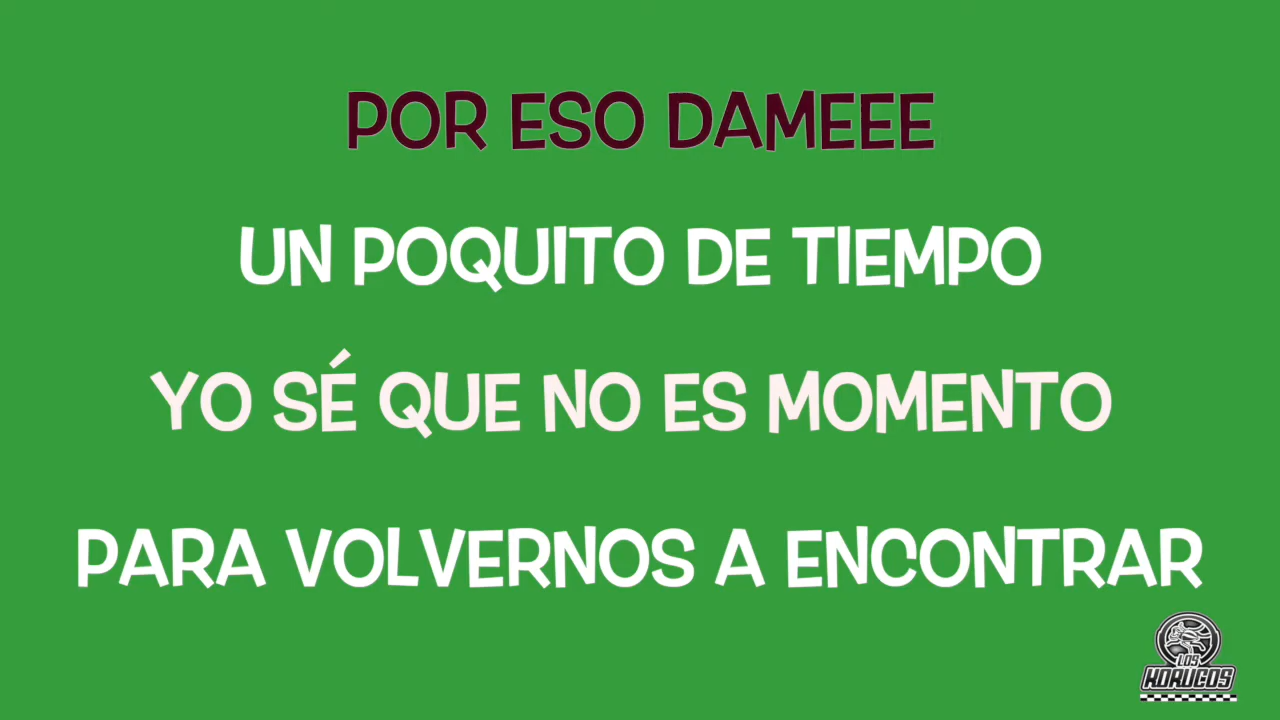 POR ESO DAMEEE
UN POQUITO DE TIEMPO
YO SÉ QUE NO ES MOMENTO
PARA VOLVERNOS A ENCONTRAR
LOS
KORUCOS